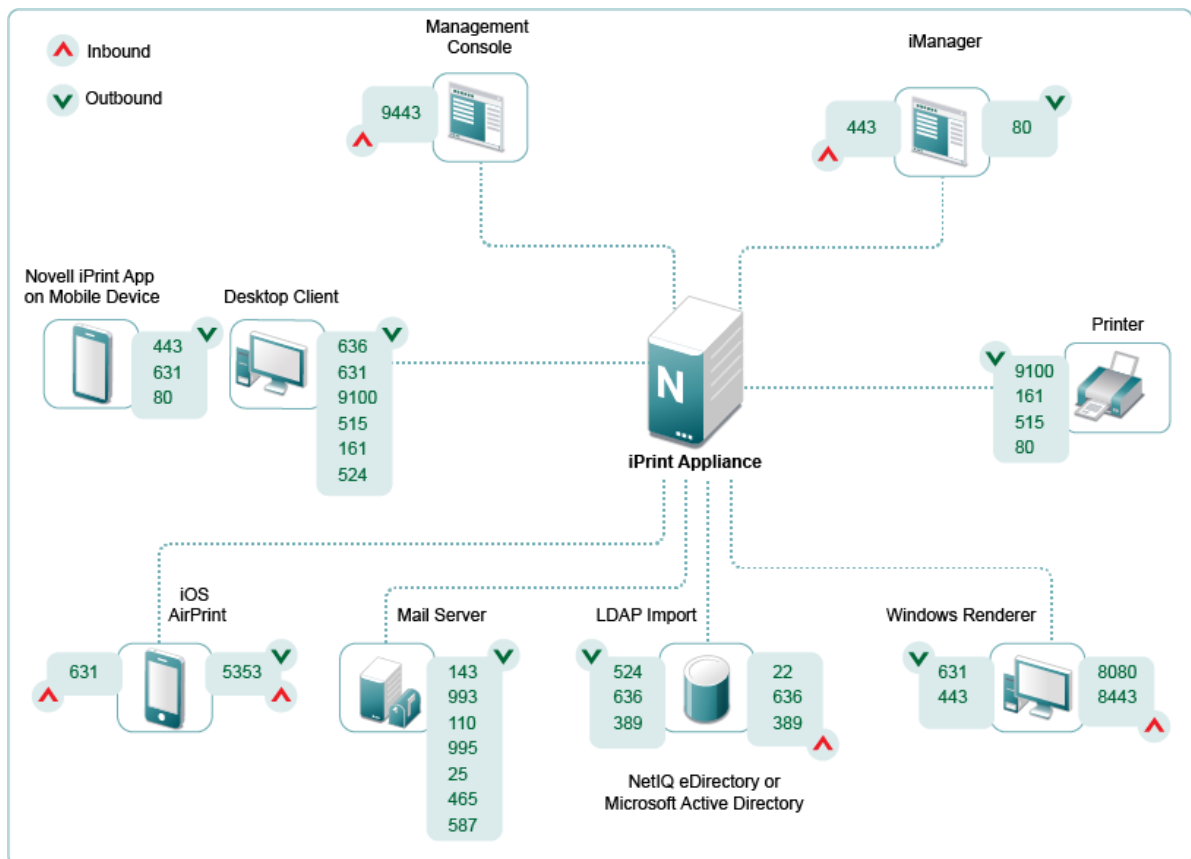 Inbound
Outbound
Management
Console
9443
iManager
443
80
Novell iPrint App
on Mobile Device
443
631
80
Desktop Client
636
631
9100
515
161
524
N
iPrint Appliance
Printer
9100
161
515
80
iOS
AirPrint
631
5353
Mail Server
143
993
110
995
25
465
587
LDAP Import
524
636
389
22
636
389
NetIQ eDirectory or
Microsoft Active Directory
Windows Renderer
631
443
8080
8443